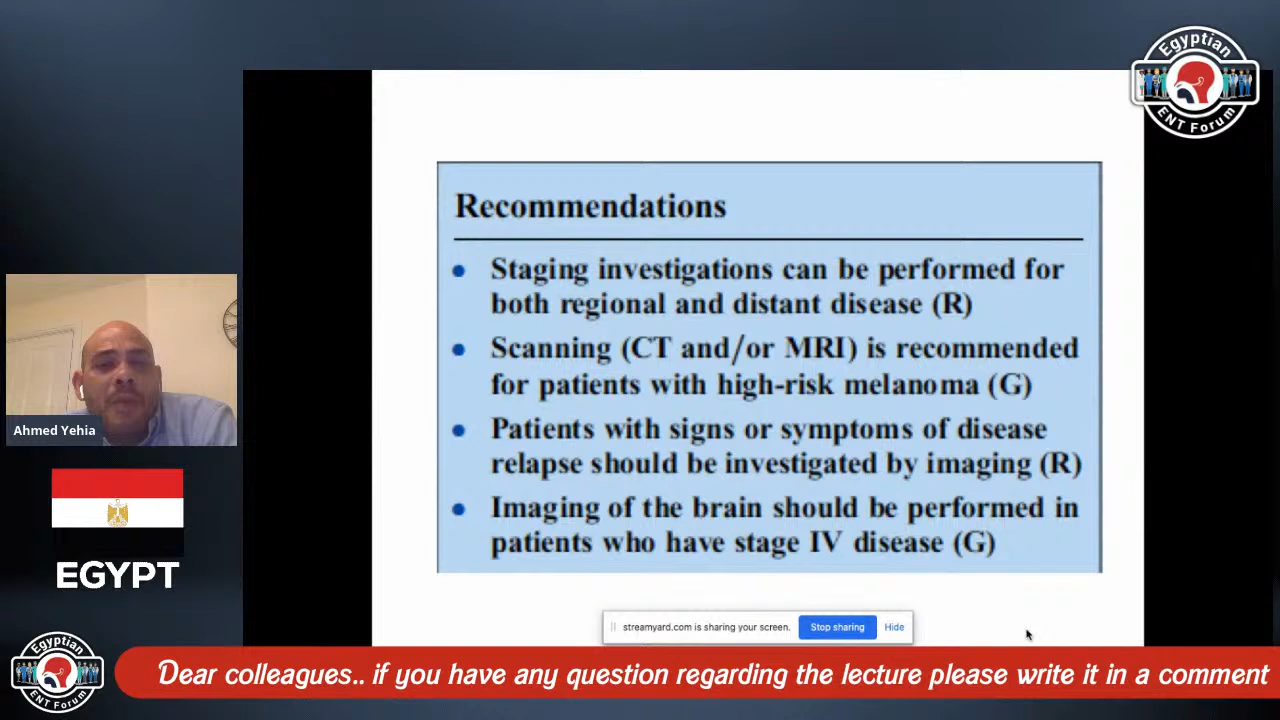 Egyptian
ENT Forum
Recommendations
• Staging investigations can be performed for
both regional and distant disease (R)
• Scanning (CT and/or MRI) is recommended
for patients with high-risk melanoma (G)
• Patients with signs or symptoms of disease
relapse should be investigated by imaging (R)
• Imaging of the brain should be performed in
patients who have stage IV disease (G)
Ahmed Yehia
EGYPT
streamyard.com is sharing your screen. Stop sharing Hide
Egyptian
ENT Forum
Dear colleagues.. if you have any question regarding the lecture please write it in a comment